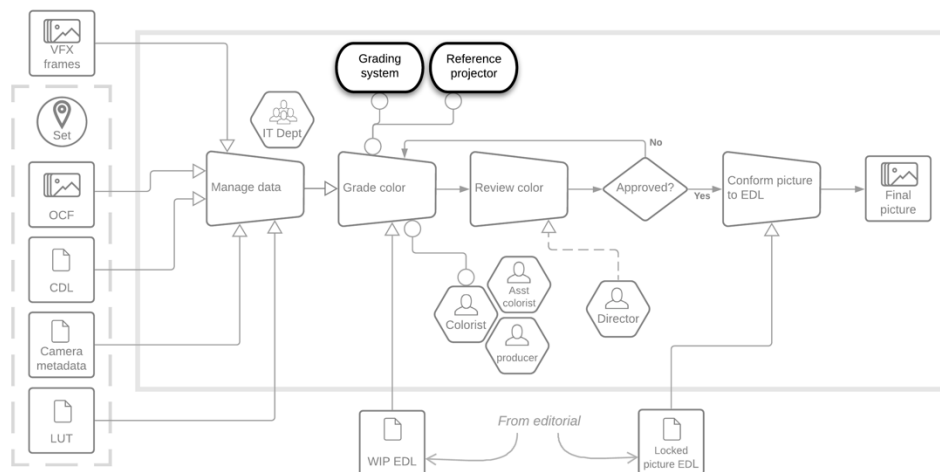 VFX
frames
Set
OCF
CDL
Camera
metadata
LUT
IT Dept
Manage data
Grading
system
Reference
projector
Grade color
Review color
No
Approved?
Yes
Conform picture
to EDL
Final
picture
Colorist
Asst
colorist
producer
Director
From editorial
WIP EDL
Locked
picture EDL